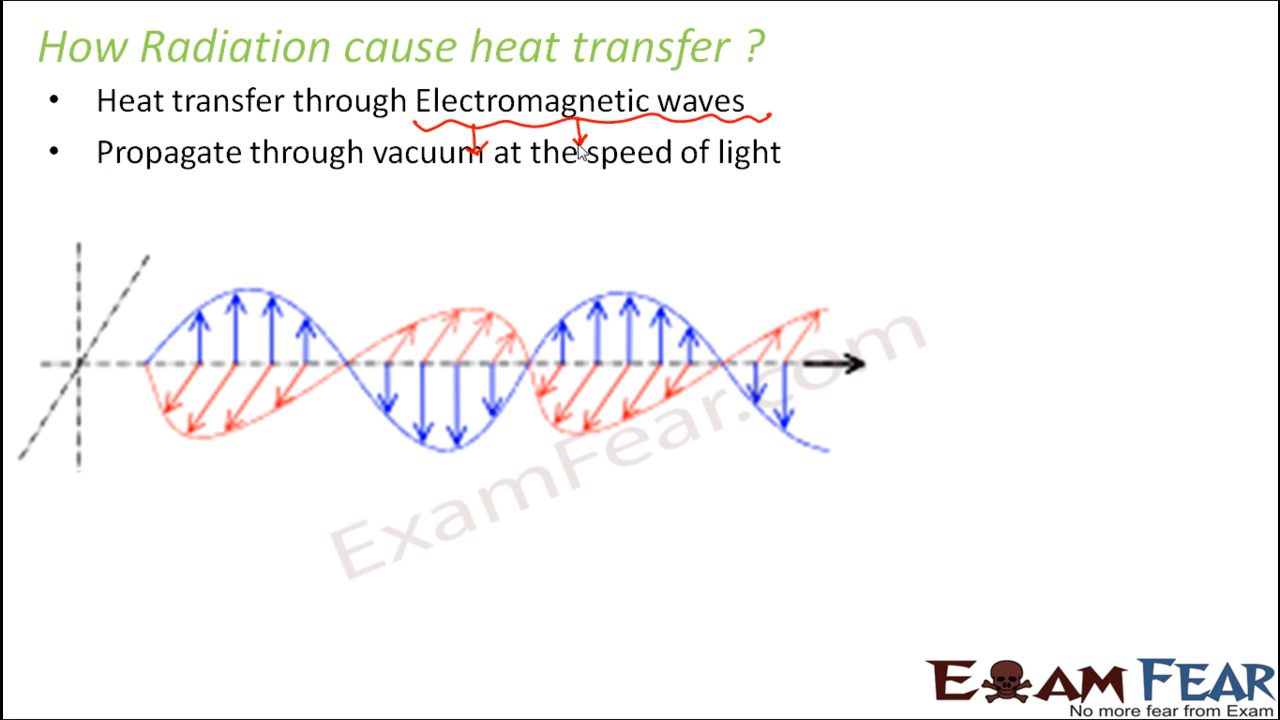 How Radiation cause heat transfer ?
• Heat transfer through Electromagnetic waves
• Propagate through vacuum at the speed of light
ExamFear.com
EXAM FEAR
No more fear from Exam